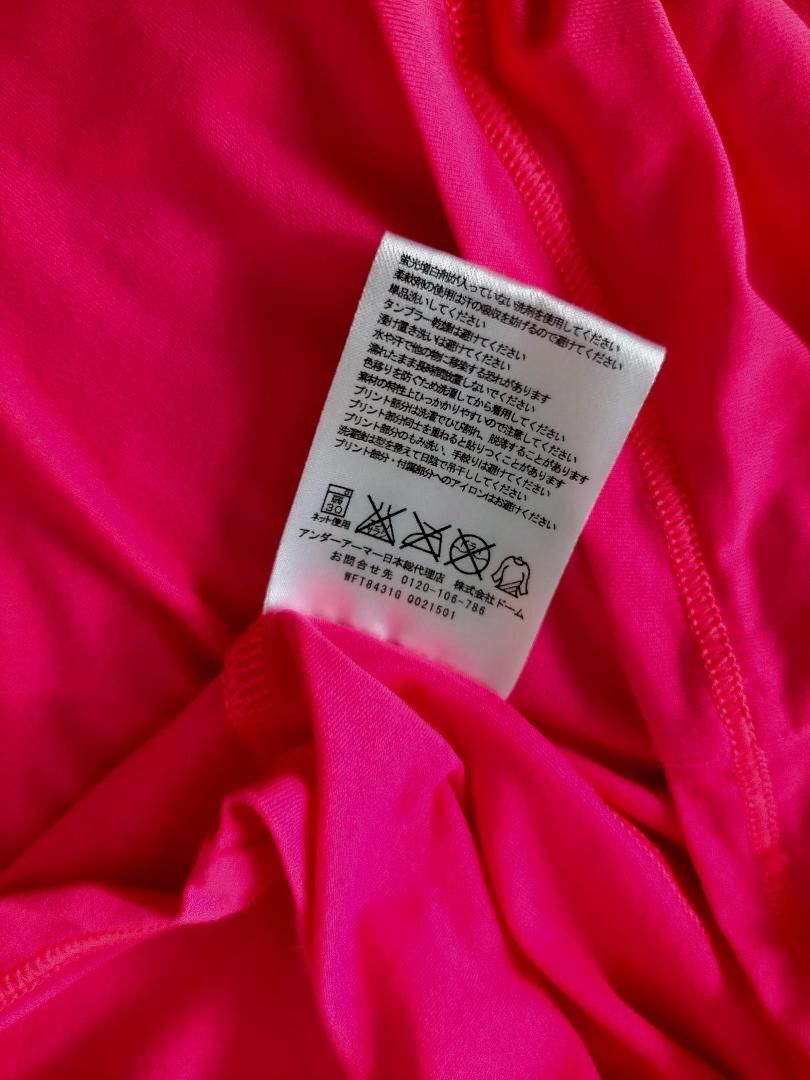 蛍光増白剤が入っていない洗剤を使用してください
柔軟剤の使用は汗の吸収を妨げるので避けてください
単品洗いしてください
タンブラー乾燥は避けてください
浸け置き洗いは避けてください
水や汗で他の物に移染する恐れがあります
濡れたまま長時間放置しないでください
色移りを防ぐため洗濯してから着用してください
素材の特性上ひっかかりやすいので注意してください
プリント部分は洗濯でひび割れ、脱落することがあります
プリント部分同士を重ねると貼りつくことがあります
プリント部分のもみ洗い、手絞りは避けてください
洗濯後は型を整えて日陰で吊干ししてください
プリント部分・付属部分へのアイロンはお避けください
弱
30
ネット使用
エンソサラシ
ドライ
アンダーアーマー日本総代理店 株式会社ドーム
お問合せ先 0120-106-786
WFT8431G Q021501